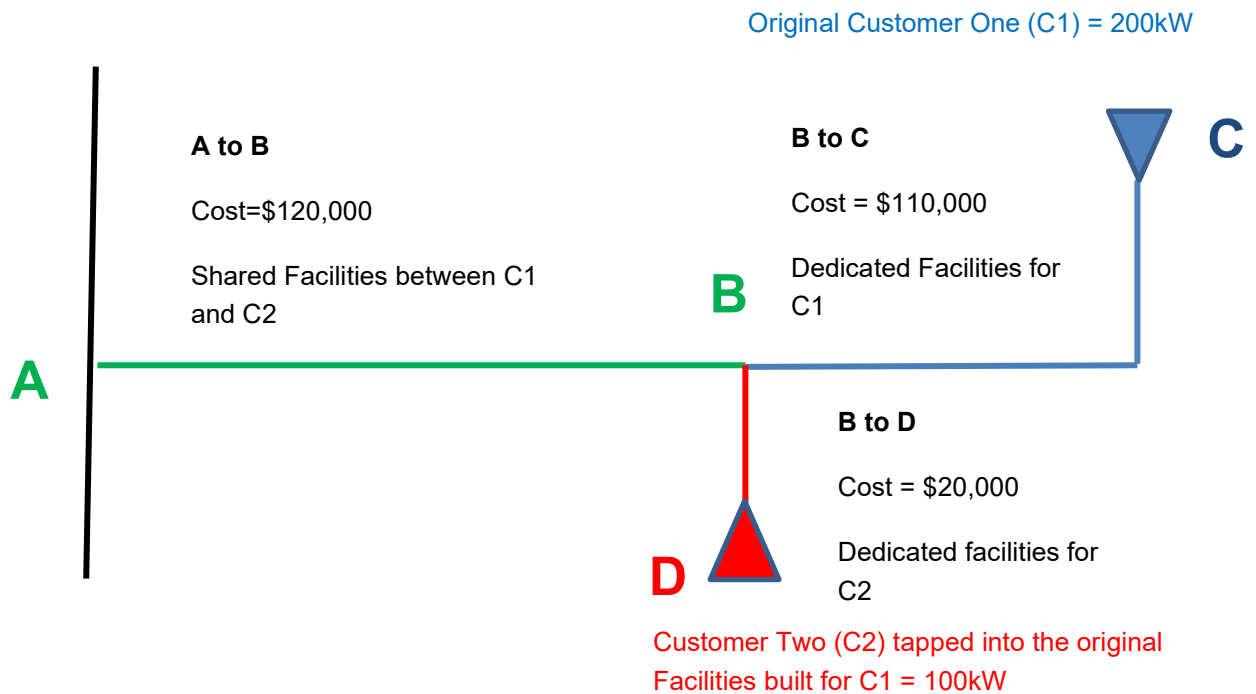 Original Customer One (C1) = 200kW
A to B
Cost=$120,000
Shared Facilities between C1
and C2
B to C
Cost = $110,000
Dedicated Facilities for
C1
C
B
A
B to D
Cost = $20,000
Dedicated facilities for
C2
D
Customer Two (C2) tapped into the original
Facilities built for C1 = 100kW